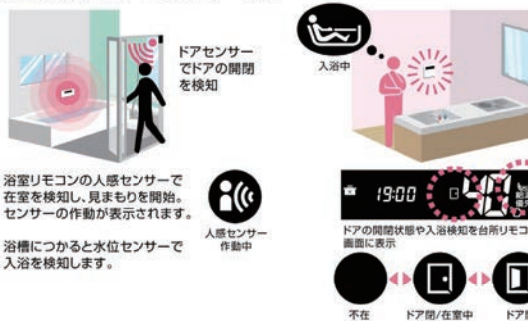 ドアセンサー
でドアの開閉
を検知
浴室リモコンの人感センサーで
在室を検知し、見まもりを開始。
センサーの作動が表示されます。
人感センサー
作動中
浴槽につかると水位センサーで
入浴を検知します。
入浴中
19:00
40
ドアの開閉状態や入浴検知を台所リモコ
画面に表示
不在
ドア閉/在室中